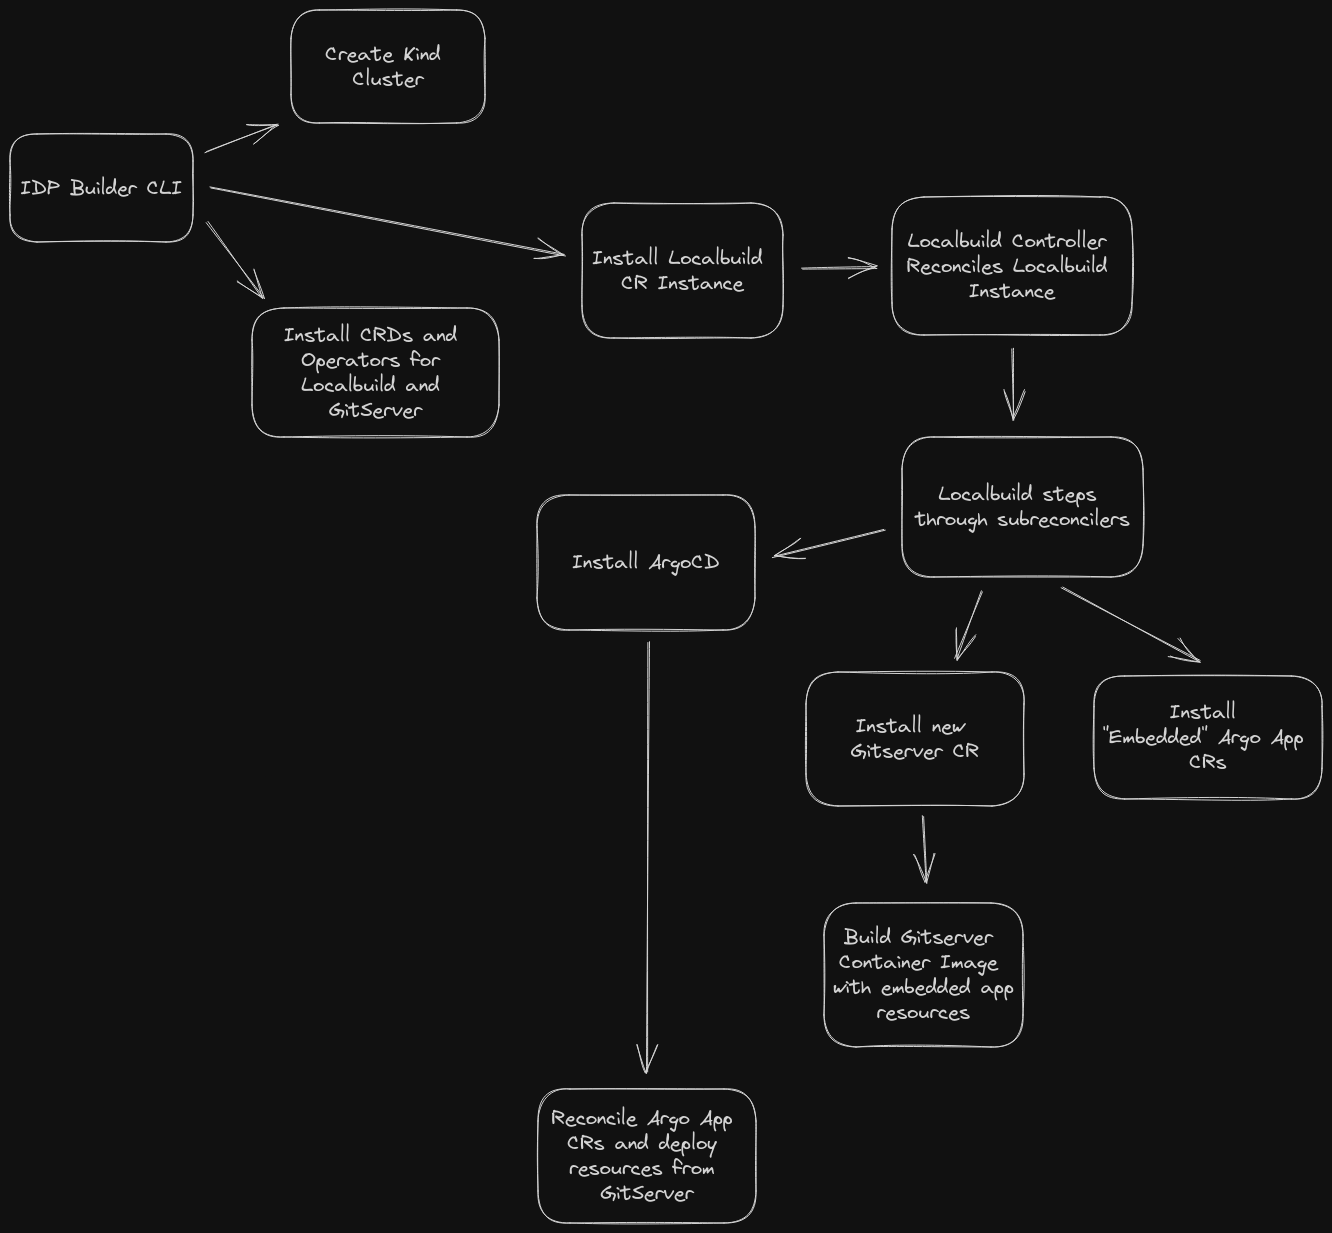 Create Kind
Cluster
IDP Builder CLI
Install Localbuild
CR Instance
Localbuild Controller
Reconciles Localbuild
Instance
Install CRDs and
Operators for
Localbuild and
GitServer
Localbuild steps
through subreconcilers
Install ArgoCD
Install new
Gitserver CR
Install
"Embedded" Argo App
CRs
Build Gitserver
Container Image
with embedded app
resources
Reconcile Argo App
CRs and deploy
resources from
GitServer